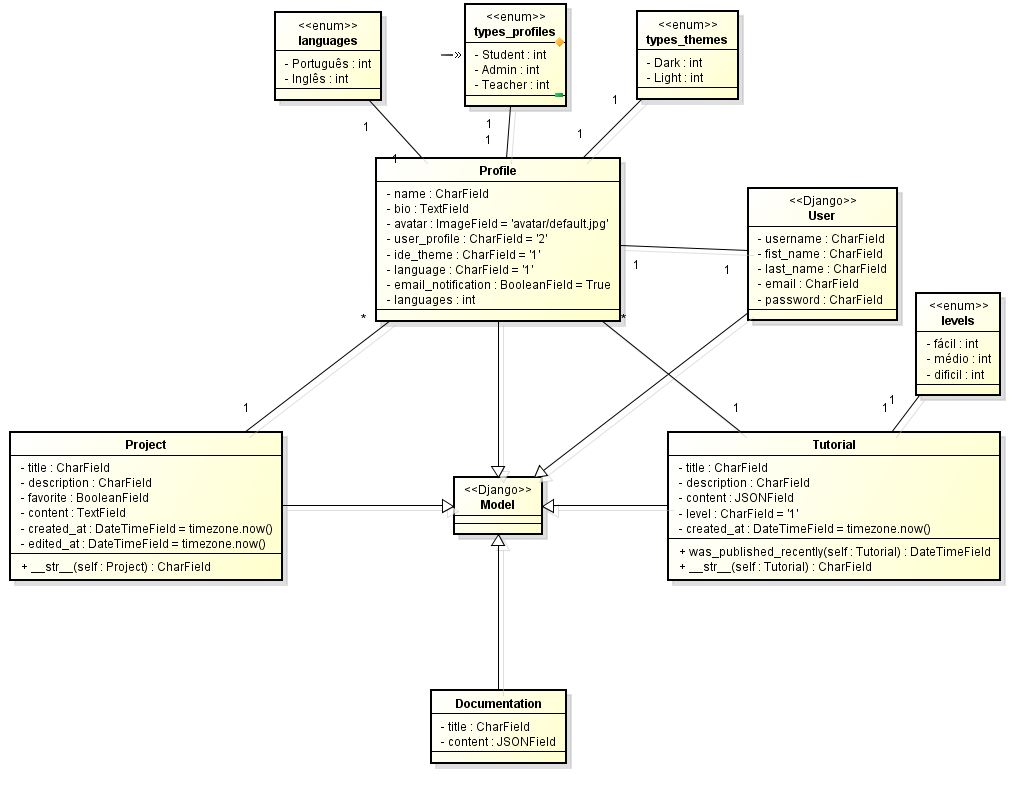 <<enum>>
languages
- Português : int
- Inglês : int
<<enum>>
types_profiles
- Student : int
- Admin : int
- Teacher : int
<<enum>>
types_themes
- Dark : int
- Light : int
1
1
1
1
1
1
Profile
- name : CharField
- bio : TextField
- avatar : ImageField = 'avatar/default.jpg'
- user_profile : CharField = '2'
- ide_theme : CharField = '1'
- language : CharField = '1'
- email_notification : BooleanField = True
- languages : int
<<Django>>
User
- username : CharField
- fist_name : CharField
- last_name : CharField
- email : CharField
- password : CharField
1
1
<<enum>>
levels
- fácil : int
- médio : int
- dificil : int
*
*
1
1
1
1
Project
- title : CharField
- description : CharField
- favorite : BooleanField
- content : TextField
- created_at : DateTimeField = timezone.now()
- edited_at : DateTimeField = timezone.now()
+ __str__(self : Project) : CharField
<<Django>>
Model
Tutorial
- title : CharField
- description : CharField
- content : JSONField
- level : CharField = '1'
- created_at : DateTimeField = timezone.now()
+ was_published_recently(self : Tutorial) : DateTimeField
+ __str__(self : Tutorial) : CharField
Documentation
- title : CharField
- content : JSONField